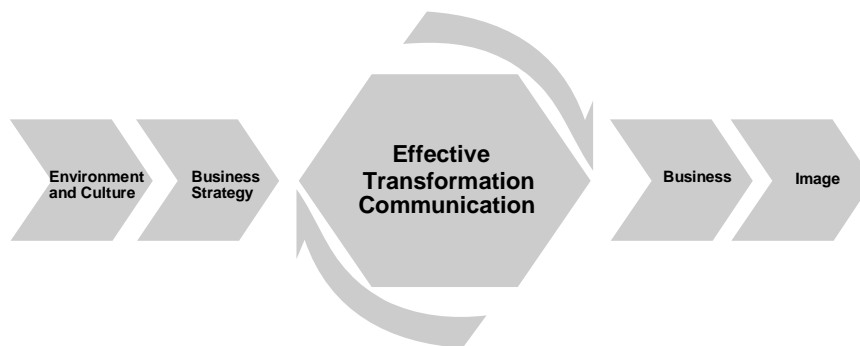 Environment
and Culture
Business
Strategy
Effective
Transformation
Communication
Business
Image